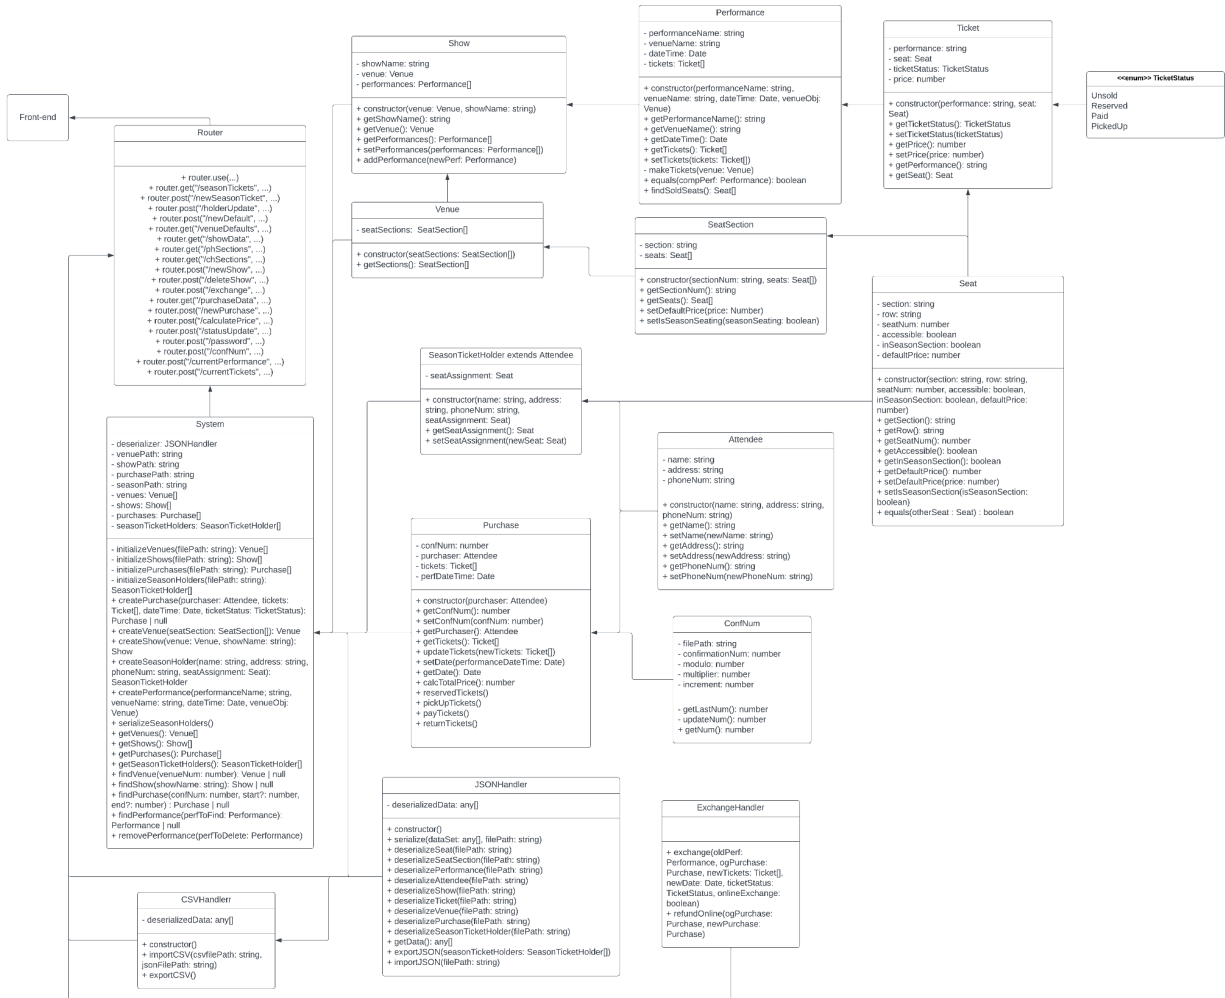 Front-end
Router
+ router.use(...)
+ router.get("/seasonTickets", ...)
+ router.post("/newSeasonTicket", ...)
+ router.post("/holderUpdate", ...)
+ router.post("/newDefault", ...)
+ router.get("/venueDefaults", ...)
+ router.get("/showData", ...)
+ router.get("/phSections", ...)
+ router.get("/chSections", ...)
+ router.post("/newShow", ...)
+ router.post("/deleteShow", ...)
+ router.post("/exchange", ...)
+ router.get("/purchaseData", ...)
+ router.post("/newPurchase", ...)
+ router.post("/calculatePrice", ...)
+ router.post("/statusUpdate", ...)
+ router.post("/password", ...)
+ router.post("/confNum", ...)
+ router.post("/currentPerformance", ...)
+ router.post("/currentTickets", ...)
System
- deserializer: JSONHandler
- venuePath: string
- showPath: string
- purchasePath: string
- seasonPath: string
- venues: Venue[]
- shows: Show[]
- purchases: Purchase[]
- seasonTicketHolders: SeasonTicketHolder[]
- initializeVenues(filePath: string): Venue[]
- initializeShows(filePath: string): Show[]
- initializePurchases(filePath: string): Purchase[]
- initializeSeasonHolders(filePath: string):
SeasonTicketHolder[]
+ createPurchase(purchaser: Attendee, tickets:
Ticket[], dateTime: Date, ticketStatus: TicketStatus):
Purchase | null
+ createVenue(seatSection: SeatSection[]): Venue
+ createShow(venue: Venue, showName: string):
Show
+ createSeasonHolder(name: string, address: string,
phoneNum: string, seatAssignment: Seat):
SeasonTicketHolder
+ createPerformance(performanceName: string,
venueName: string, dateTime: Date, venueObj:
Venue)
+ serializeSeasonHolders()
+ getVenues(): Venue[]
+ getShows(): Show[]
+ getPurchases(): Purchase[]
+ getSeasonTicketHolders(): SeasonTicketHolder[]
+ findVenue(venueNum: number): Venue | null
+ findShow(showName: string): Show | null
+ findPurchase(confNum: number, start?: number,
end?: number) : Purchase | null
+ findPerformance(perfToFind: Performance):
Performance | null
+ removePerformance(perfToDelete: Performance)
CSVHandlerr
- deserializedData: any[]
+ constructor()
+ importCSV(csvfilePath: string,
jsonFilePath: string)
+ exportCSV()
Show
- showName: string
- venue: Venue
- performances: Performance[]
+ constructor(venue: Venue, showName: string)
+ getShowName(): string
+ getVenue(): Venue
+ getPerformances(): Performance[]
+ setPerformances(performances: Performance[])
+ addPerformance(newPerf: Performance)
Venue
- seatSections: SeatSection[]
+ constructor(seatSections: SeatSection[])
+ getSections(): SeatSection[]
SeasonTicketHolder extends Attendee
- seatAssignment: Seat
+ constructor(name: string, address:
string, phoneNum: string,
seatAssignment: Seat)
+ getSeatAssignment(): Seat
+ setSeatAssignment(newSeat: Seat)
Purchase
- confNum: number
- purchaser: Attendee
- tickets: Ticket[]
- perfDateTime: Date
+ constructor(purchaser: Attendee)
+ getConfNum(): number
+ setConfNum(confNum: number)
+ getPurchaser(): Attendee
+ getTickets(): Ticket[]
+ updateTickets(newTickets: Ticket[])
+ setDate(performanceDateTime: Date)
+ getDate(): Date
+ calcTotalPrice(): number
+ reservedTickets()
+ pickUpTickets()
+ payTickets()
+ returnTickets()
JSONHandler
- deserializedData: any[]
+ constructor()
+ serialize(dataSet: any[], filePath: string)
+ deserializeSeat(filePath: string)
+ deserializeSeatSection(filePath: string)
+ deserializePerformance(filePath: string)
+ deserializeAttendee(filePath: string)
+ deserializeShow(filePath: string)
+ deserializeTicket(filePath: string)
+ deserializeVenue(filePath: string)
+ deserializePurchase(filePath: string)
+ deserializeSeasonTicketHolder(filePath: string)
+ getData(): any[]
+ exportJSON(seasonTicketHolders: SeasonTicketHolder[])
+ importJSON(filePath: string)
Performance
- performanceName: string
- venueName: string
- dateTime: Date
- tickets: Ticket[]
+ constructor(performanceName: string,
venueName: string, dateTime: Date, venueObj:
Venue)
+ getPerformanceName(): string
+ getVenueName(): string
+ getDateTime(): Date
+ getTickets(): Ticket[]
+ setTickets(tickets: Ticket[])
- makeTickets(venue: Venue)
+ equals(compPerf: Performance): boolean
+ findSoldSeats(): Seat[]
SeatSection
- section: string
- seats: Seat[]
+ constructor(sectionNum: string, seats: Seat[])
+ getSectionNum(): string
+ getSeats(): Seat[]
+ setDefaultPrice(price: Number)
+ setIsSeasonSeating(seasonSeating: boolean)
Attendee
- name: string
- address: string
- phoneNum: string
+ constructor(name: string, address: string,
phoneNum: string)
+ getName(): string
+ setName(newName: string)
+ getAddress(): string
+ setAddress(newAddress: string)
+ getPhoneNum(): string
+ setPhoneNum(newPhoneNum: string)
ConfNum
- filePath: string
- confirmationNum: number
- modulo: number
- multiplier: number
- increment: number
- getLastNum(): number
- updateNum(): number
+ getNum(): number
ExchangeHandler
+ exchange(oldPerf:
Performance, ogPurchase:
Purchase, newTickets: Ticket[],
newDate: Date, ticketStatus:
TicketStatus, onlineExchange:
boolean)
+ refundOnline(ogPurchase:
Purchase, newPurchase:
Purchase)
Ticket
- performance: string
- seat: Seat
- ticketStatus: TicketStatus
- price: number
+ constructor(performance: string, seat:
Seat)
+ getTicketStatus(): TicketStatus
+ setTicketStatus(ticketStatus)
+ getPrice(): number
+ setPrice(price: number)
+ getPerformance(): string
+ getSeat(): Seat
Seat
- section: string
- row: string
- seatNum: number
- accessible: boolean
- inSeasonSection: boolean
- defaultPrice: number
+ constructor(section: string, row: string,
seatNum: number, accessible: boolean,
inSeasonSection: boolean, defaultPrice:
number)
+ getSection(): string
+ getRow(): string
+ getSeatNum(): number
+ getAccessible(): boolean
+ getInSeasonSection(): boolean
+ getDefaultPrice(): number
+ setDefaultPrice(price: number)
+ setIsSeasonSection(isSeasonSection:
boolean)
+ equals(otherSeat : Seat) : boolean
<<enum>> TicketStatus
Unsold
Reserved
Paid
PickedUp